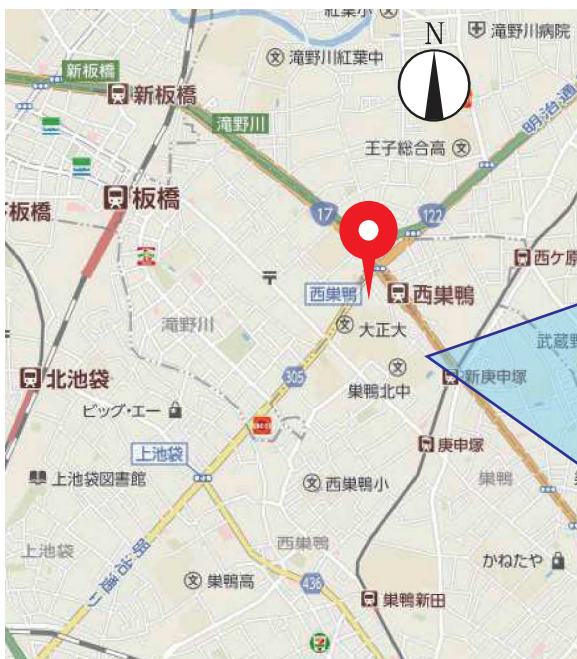 紅葉小
滝野川病院
N
滝野川紅葉中
新板橋
新板橋
滝野川
明治通
王子総合高
板橋
板橋
17
122
西ケ原
西巣鴨
西巣鴨
滝野川
大正大
武蔵野
305
巣鴨北中
新庚申塚
北池袋
ビッグ・エー
庚申塚
上池袋
上池袋図書館
西巣鴨小
巣鴨
上池袋
西巣鴨
明治通り
かねたや
巣鴨高
436
巣鴨新田